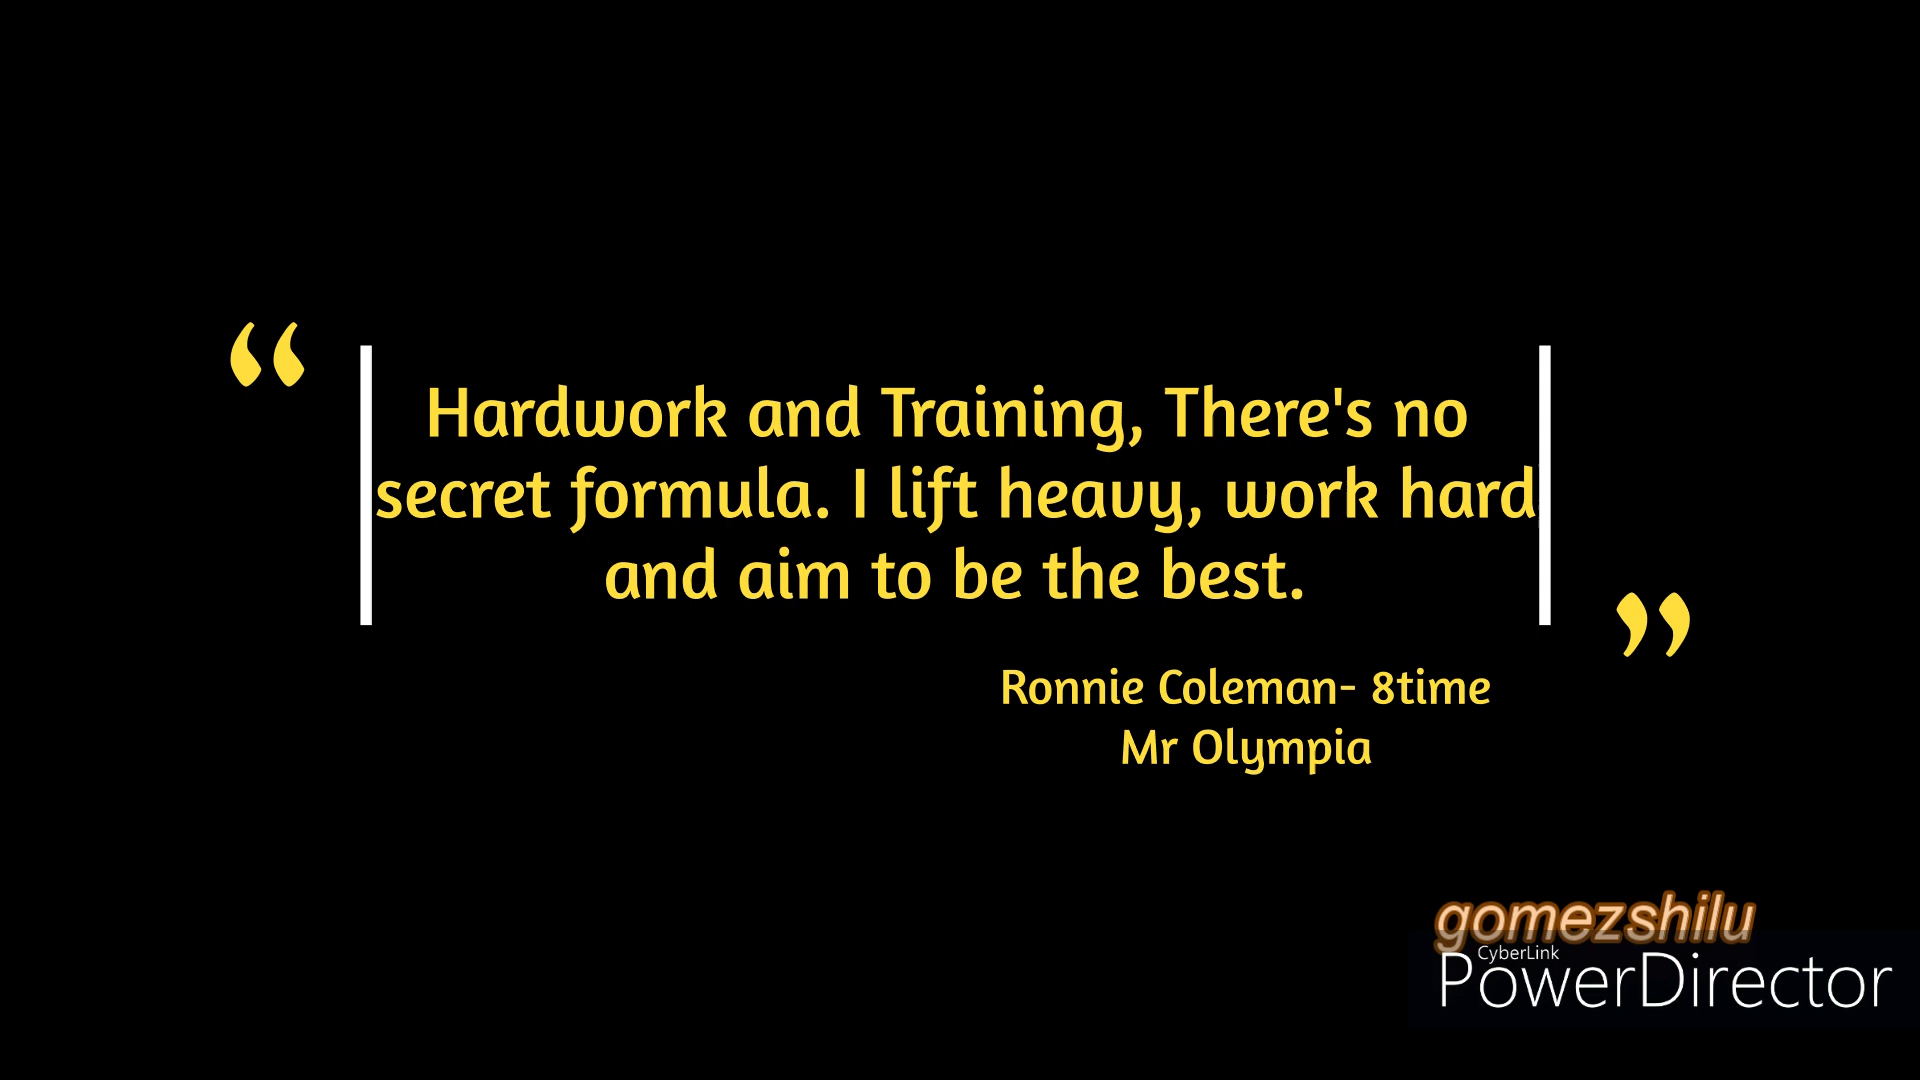 “
Hardwork and Training, There's no
secret formula. I lift heavy, work hard
and aim to be the best.
”
Ronnie Coleman- 8time
Mr Olympia
gomezshilu
CyberLink
PowerDirector